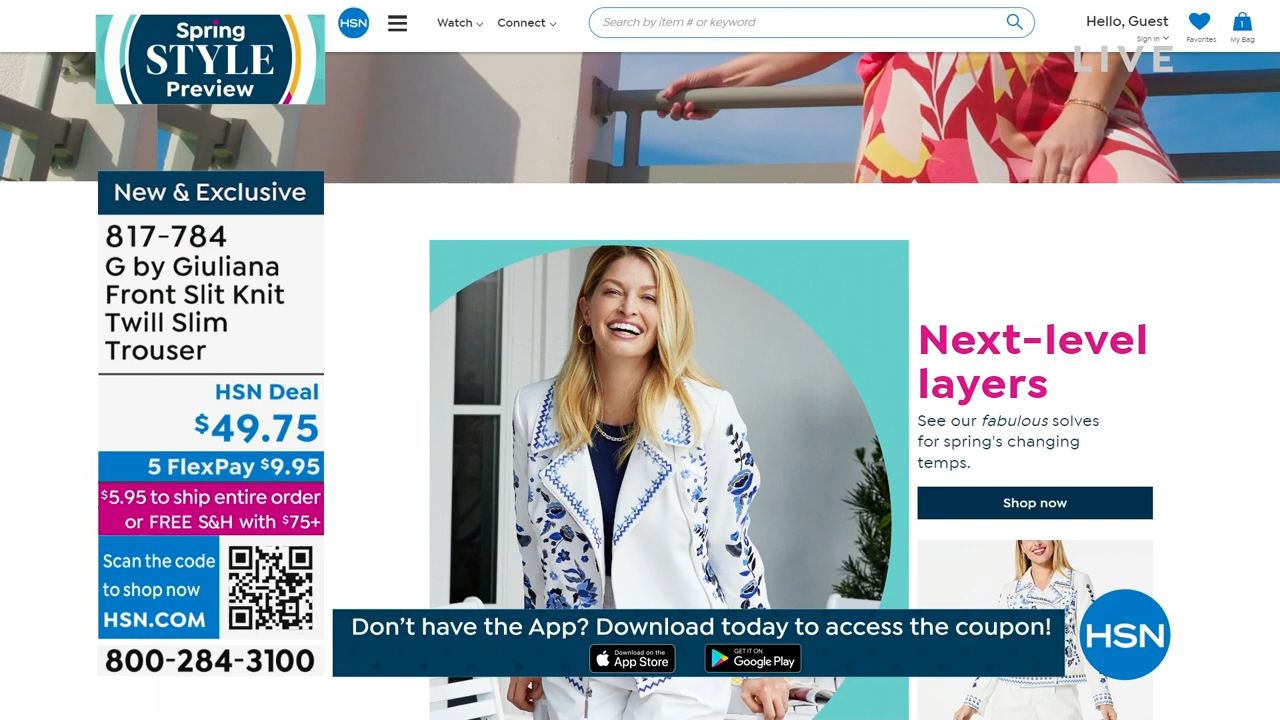 Spring
STYLE
Preview
HSN
Watch
Connect
Search by item # or keyword
Hello, Guest
Sign In
Favorites
1
My Bag
LIVE
New & Exclusive
817-784
G by Giuliana
Front Slit Knit
Twill Slim
Trouser
HSN Deal
$49.75
5 FlexPay $9.95
$5.95 to ship entire order
or FREE S&H with $75+
Scan the code
to shop now
HSN.COM
800-284-3100
Next-level
layers
See our fabulous solves
for spring's changing
temps.
Shop now
Don't have the App? Download today to access the coupon!
Download on the
App Store
GET IT ON
Google Play
HSN